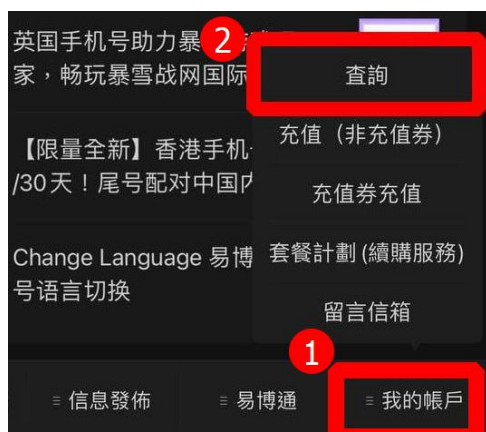 英国手机号助力暴
家，畅玩暴雪战网国际
【限量全新】香港手机
/30天！尾号配对中国内
Change Language 易博
号语言切换
2
查詢
充值（非充值券）
充值券充值
套餐計劃(續購服務)
留言信箱
1
≡ 信息發佈
≡ 易博通
≡ 我的帳戶